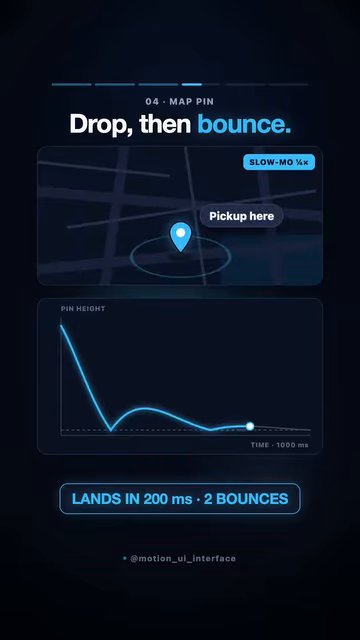 04 · MAP PIN
Drop, then bounce.
SLOW-MO ¼×
Pickup here
PIN HEIGHT
TIME · 1000 ms
LANDS IN 200 ms · 2 BOUNCES
@motion_ui_interface